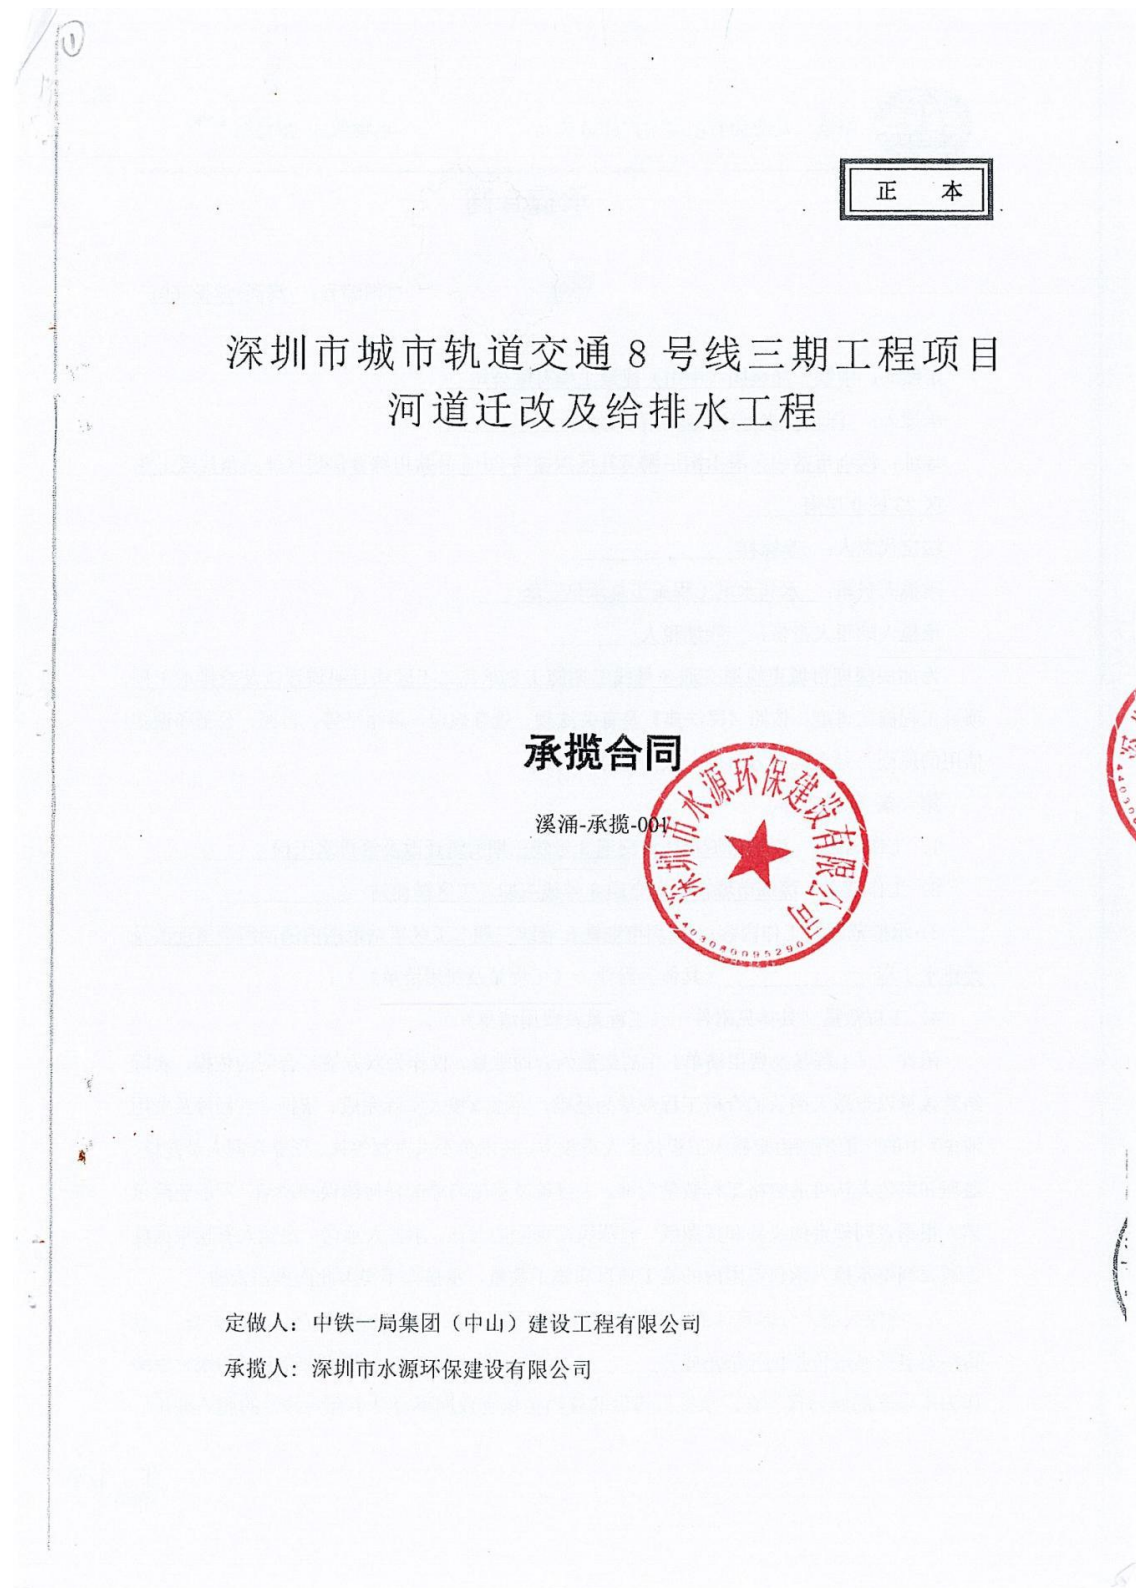 ①
正 本
深圳市城市轨道交通 8 号线三期工程项目
河道迁改及给排水工程
承揽合同
溪涌-承揽-001
深圳市水源环保建设有限公司
4403080095290
定做人：中铁一局集团（中山）建设工程有限公司
承揽人：深圳市水源环保建设有限公司